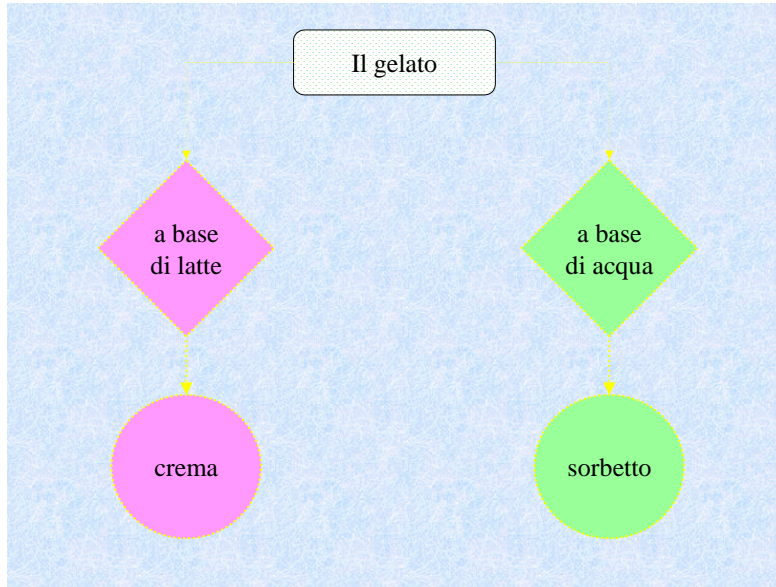 Il gelato
a base
di latte
a base
di acqua
crema
sorbetto